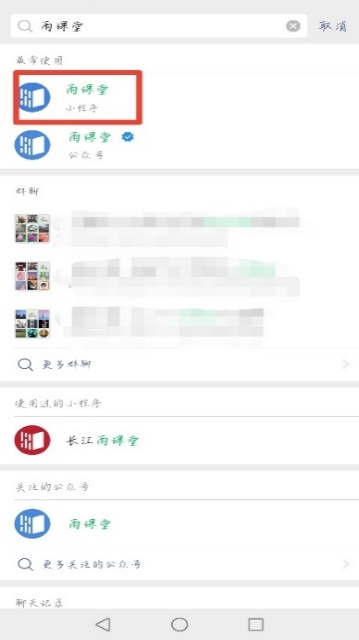 雨课堂
取消
最常使用
雨课堂
小程序
雨课堂
公众号
群聊
更多群聊
使用过的小程序
长江雨课堂
关注的公众号
雨课堂
更多关注的公众号
聊天记录